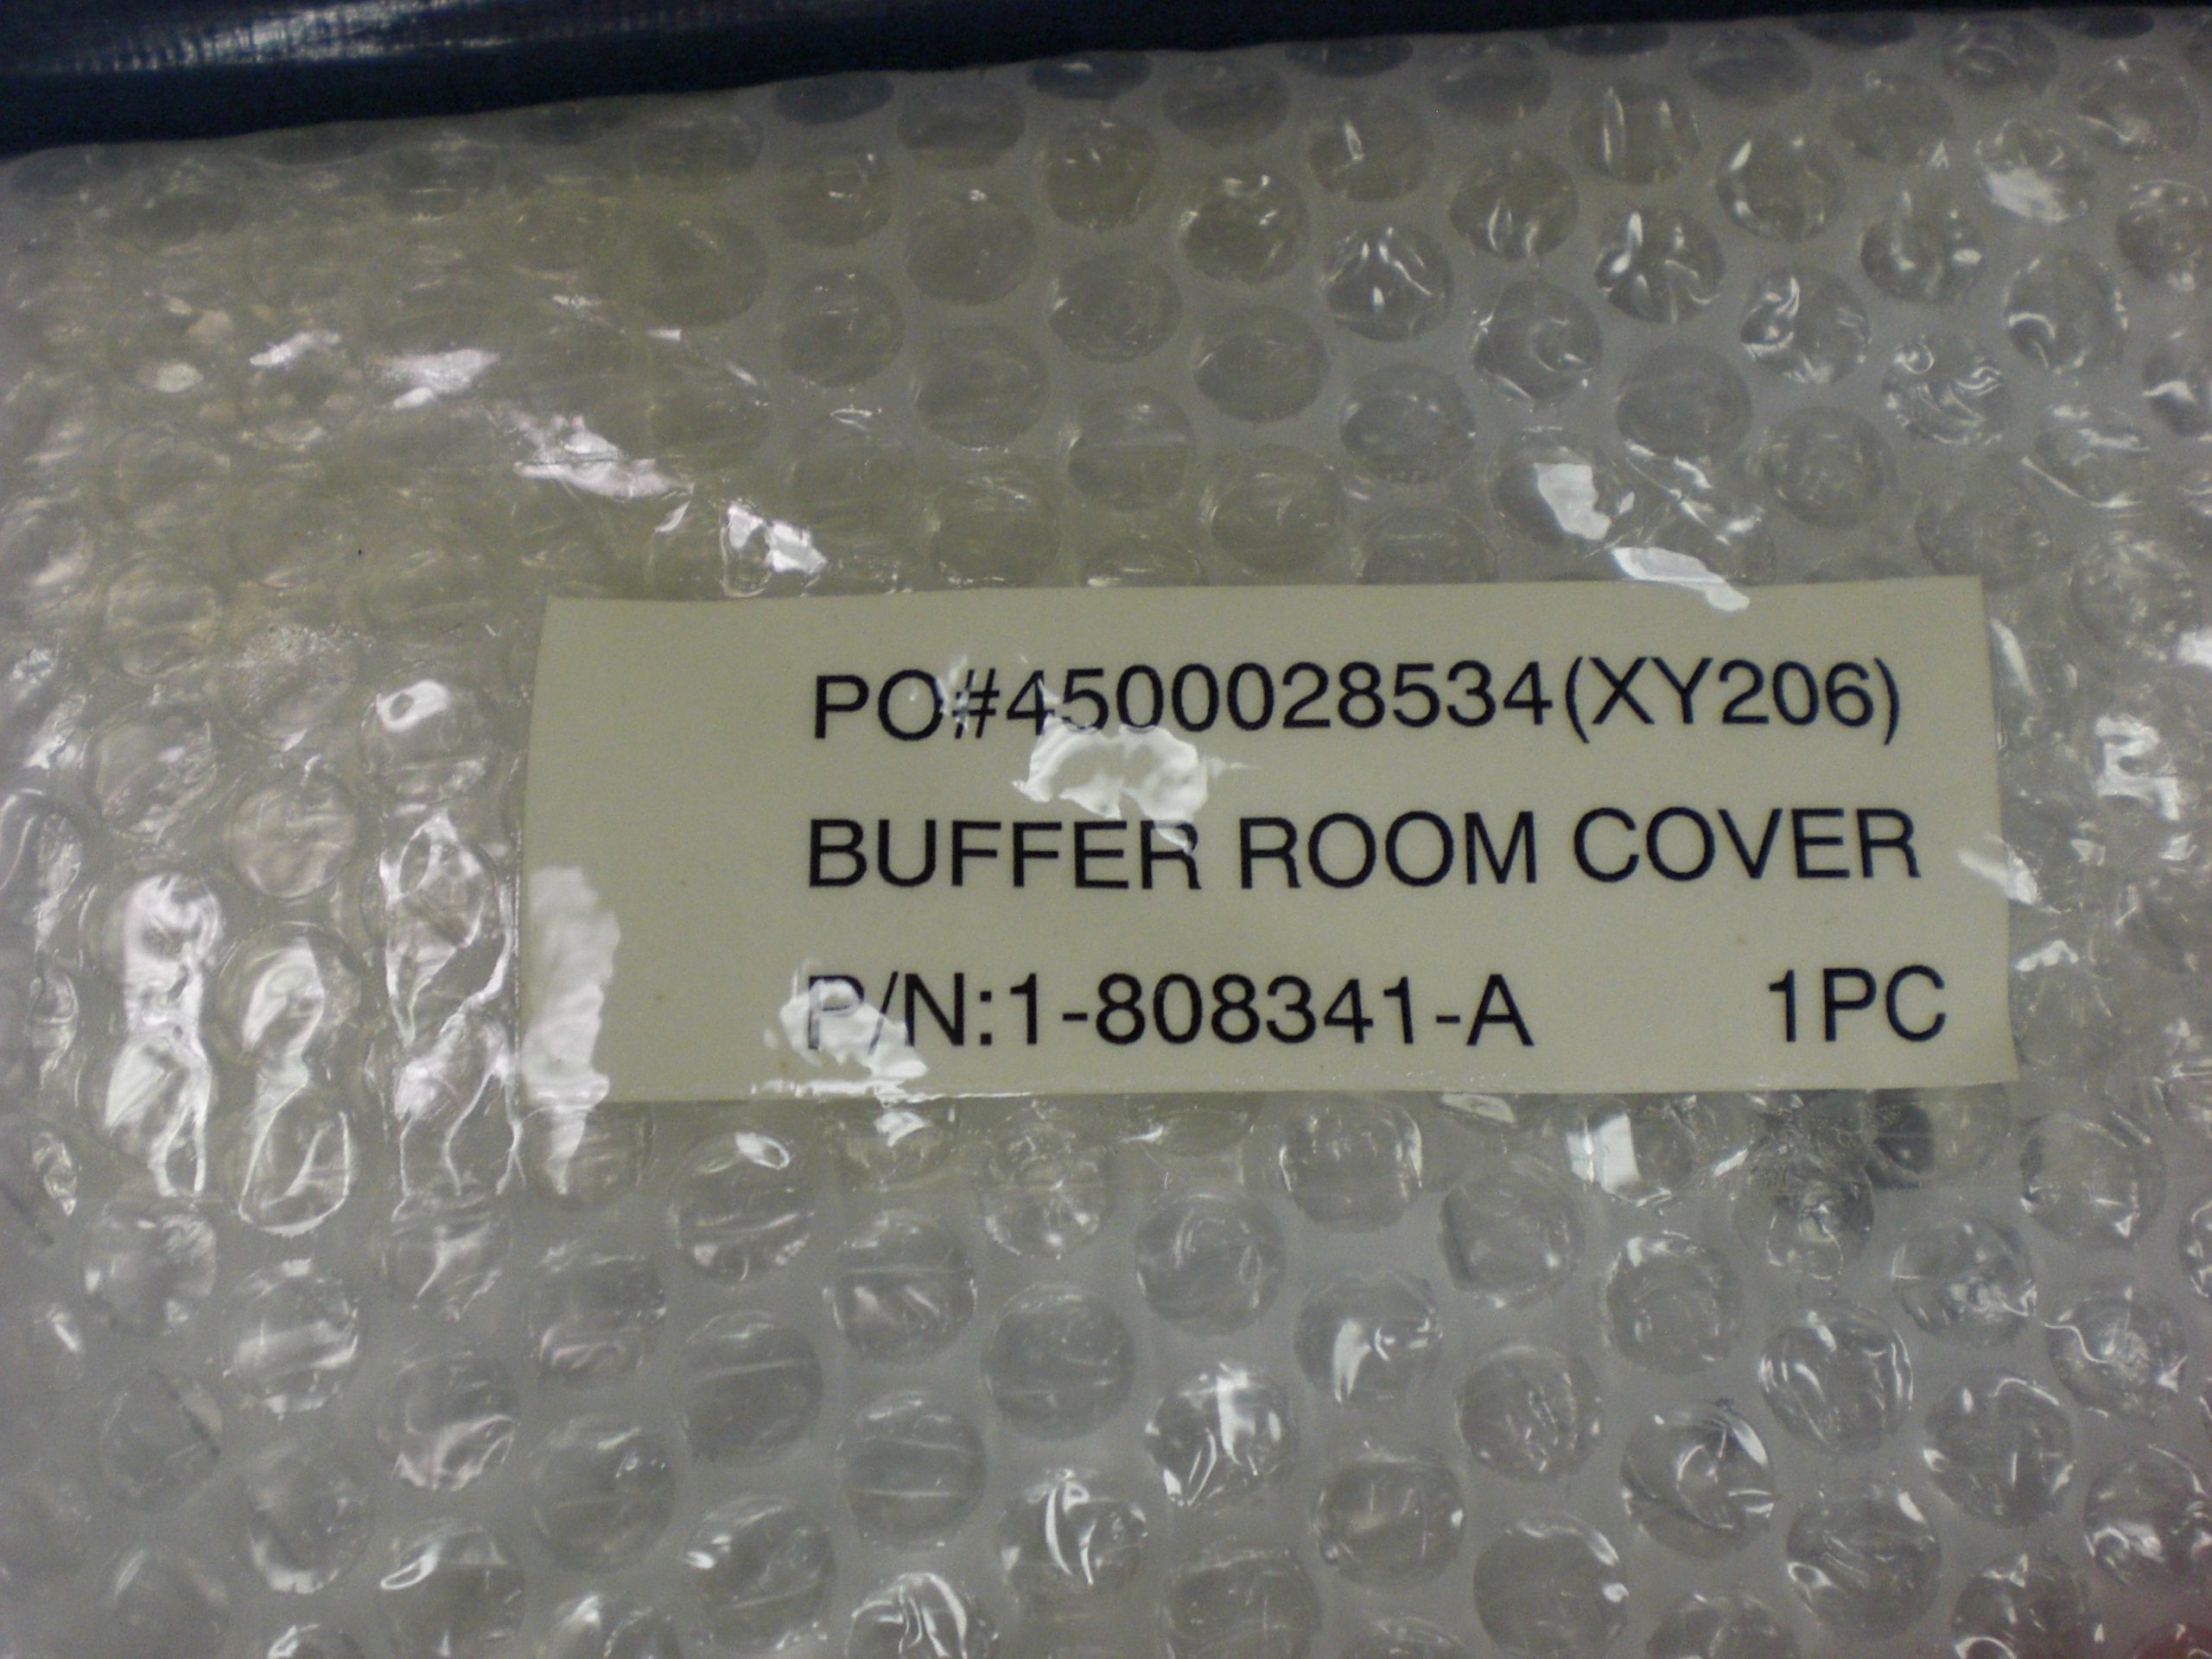 PO#4500028534(XY206)
BUFFER ROOM COVER
P/N:1-808341-A 1PC